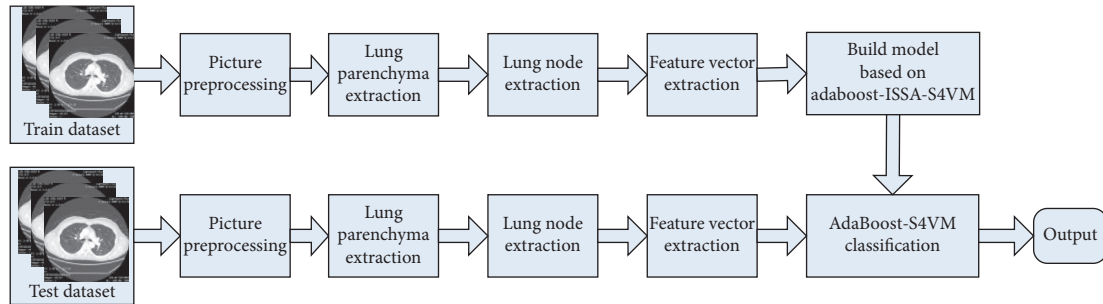 Train dataset
Picture
preprocessing
Lung
parenchyma
extraction
Lung node
extraction
Feature vector
extraction
Build model
based on
adaboost-ISSA-S4VM
Test dataset
Picture
preprocessing
Lung
parenchyma
extraction
Lung node
extraction
Feature vector
extraction
AdaBoost-S4VM
classification
Output